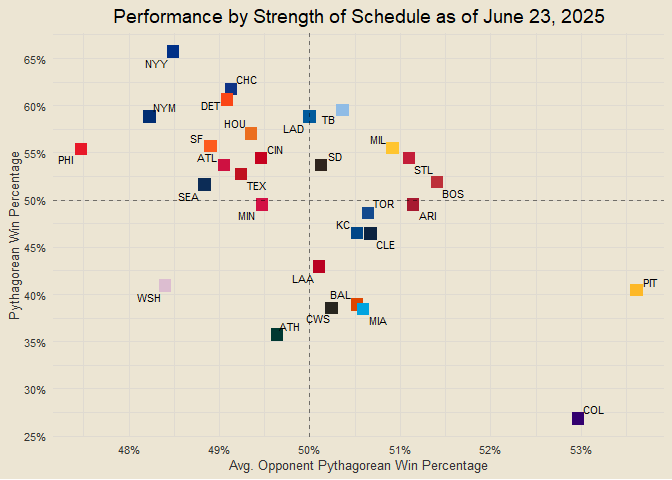 Performance by Strength of Schedule as of June 23, 2025
Pythagorean Win Percentage
65%
60%
55%
50%
45%
40%
35%
30%
25%
NYY
CHC
DET
NYM
HOU
LAD
TB
SF
PHI
ATL
CIN
SD
MIL
STL
TEX
SEA
BOS
MIN
TOR
ARI
KC
CLE
LAA
WSH
BAL
PIT
CWS
MIA
ATH
COL
48%
49%
50%
51%
52%
53%
Avg. Opponent Pythagorean Win Percentage